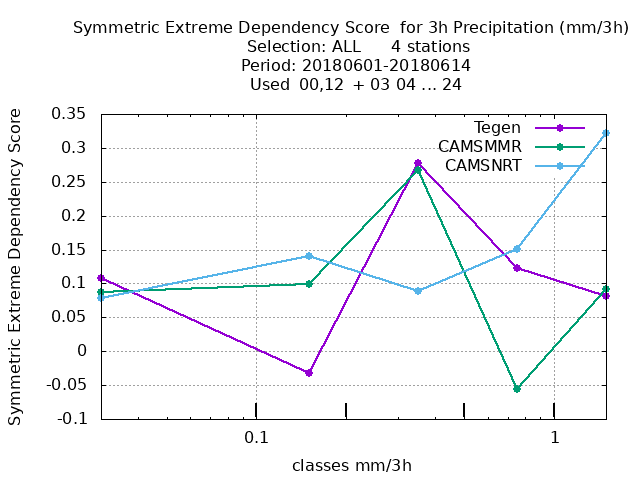 Symmetric Extreme Dependency Score for 3h Precipitation (mm/3h)
Selection: ALL 4 stations
Period: 20180601-20180614
Used 00,12 + 03 04 ... 24
Symmetric Extreme Dependency Score
0.35
0.3
0.25
0.2
0.15
0.1
0.05
0
-0.05
-0.1
Tegen
CAMSMMR
CAMSNRT
0.1 1
classes mm/3h